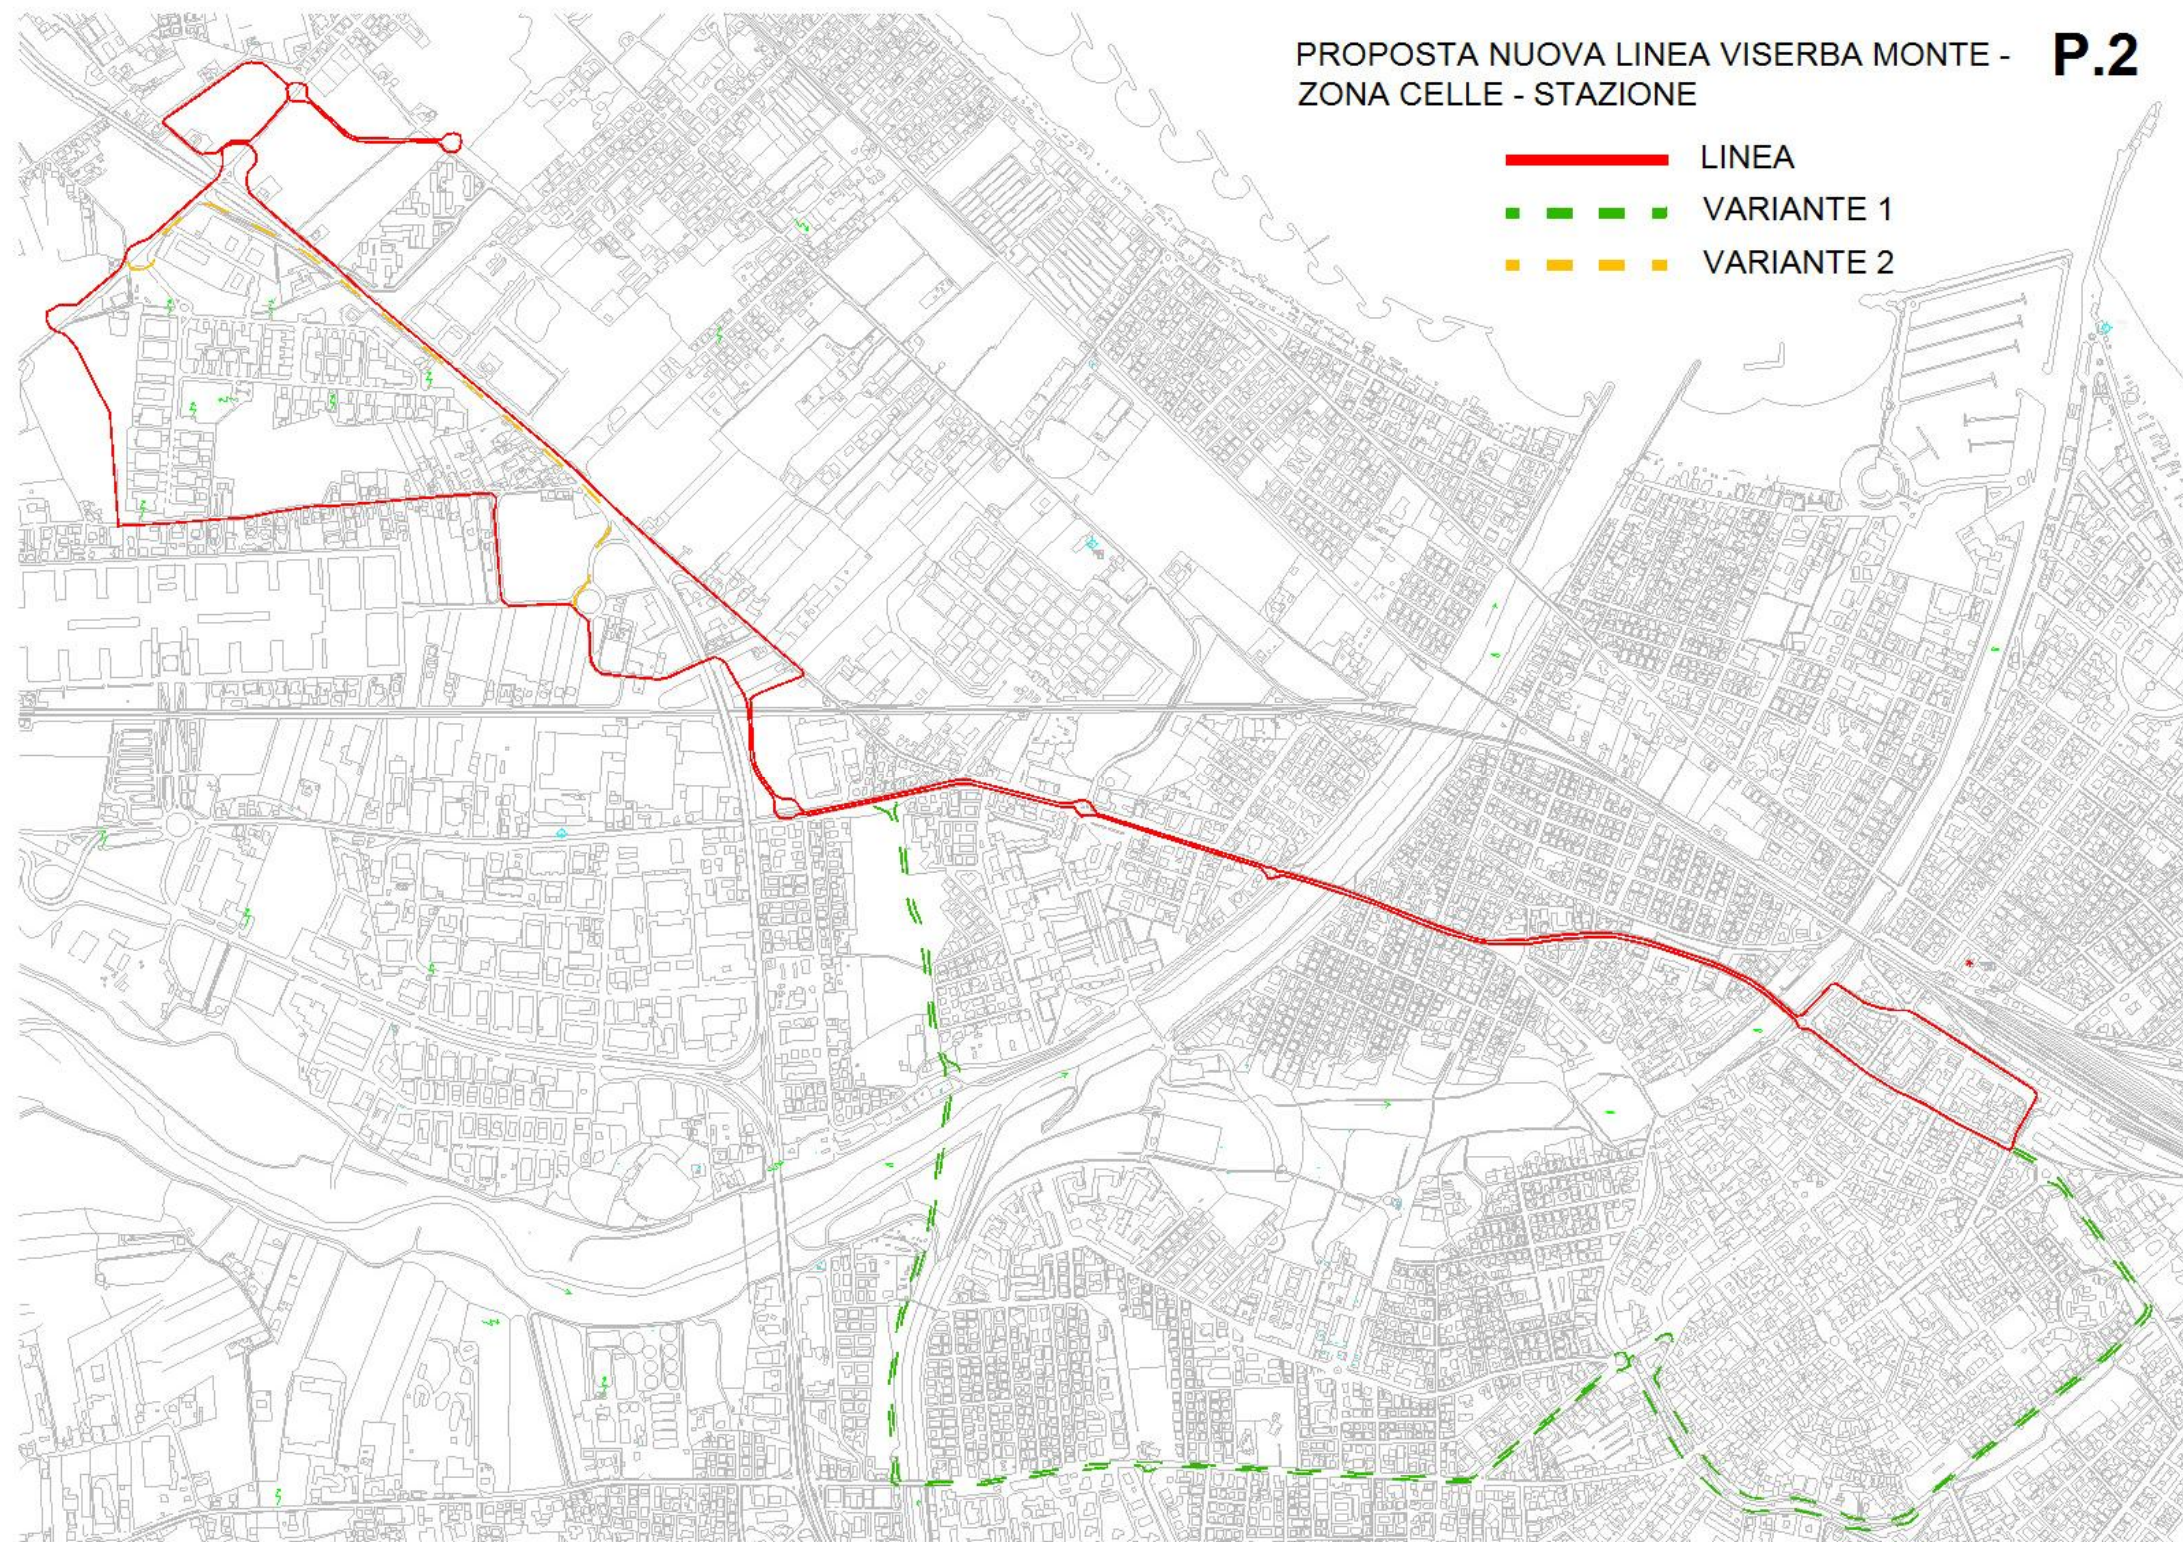 PROPOSTA NUOVA LINEA VISERBA MONTE -
ZONA CELLE - STAZIONE
P.2
LINEA
VARIANTE 1
VARIANTE 2